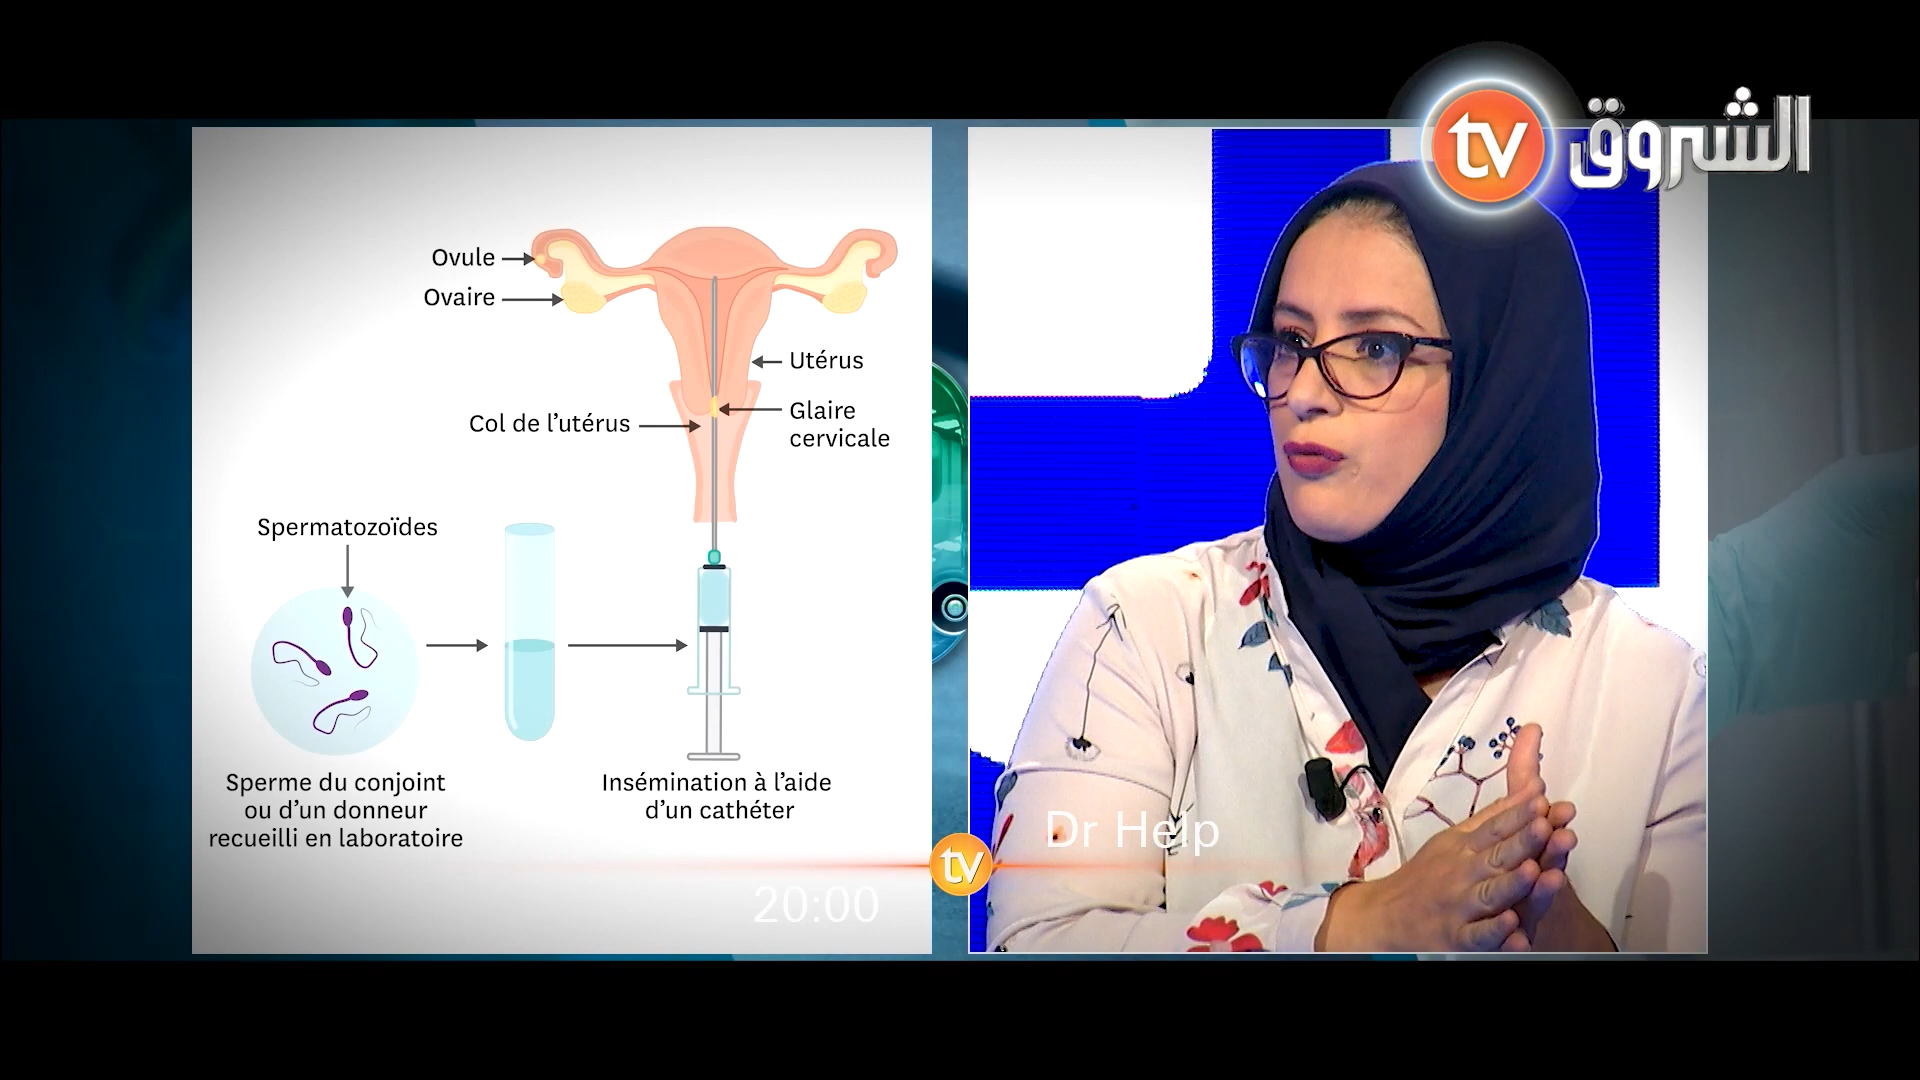 tv الشروق
Ovule
Ovaire
Utérus
Glaire
cervicale
Col de l’utérus
Spermatozoïdes
Sperme du conjoint
ou d’un donneur
recueilli en laboratoire
Insémination à l’aide
d’un cathéter
Dr Help
tv
20:00